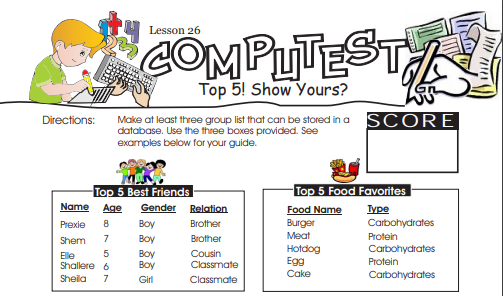 Lesson 26
COMPUTEST
Top 5! Show Yours?
Directions: Make at least three group list that can be stored in a
database. Use the three boxes provided. See
examples below for your guide.
SCORE
Top 5 Best Friends
Name Age Gender Relation
Prexie 8 Boy Brother
Shem 7 Boy Brother
Elle 5 Boy Cousin
Shallere 6 Boy Classmate
Sheila 7 Girl Classmate
Top 5 Food Favorites
Food Name Type
Burger Carbohydrates
Meat Protein
Hotdog Carbohydrates
Egg Protein
Cake Carbohydrates